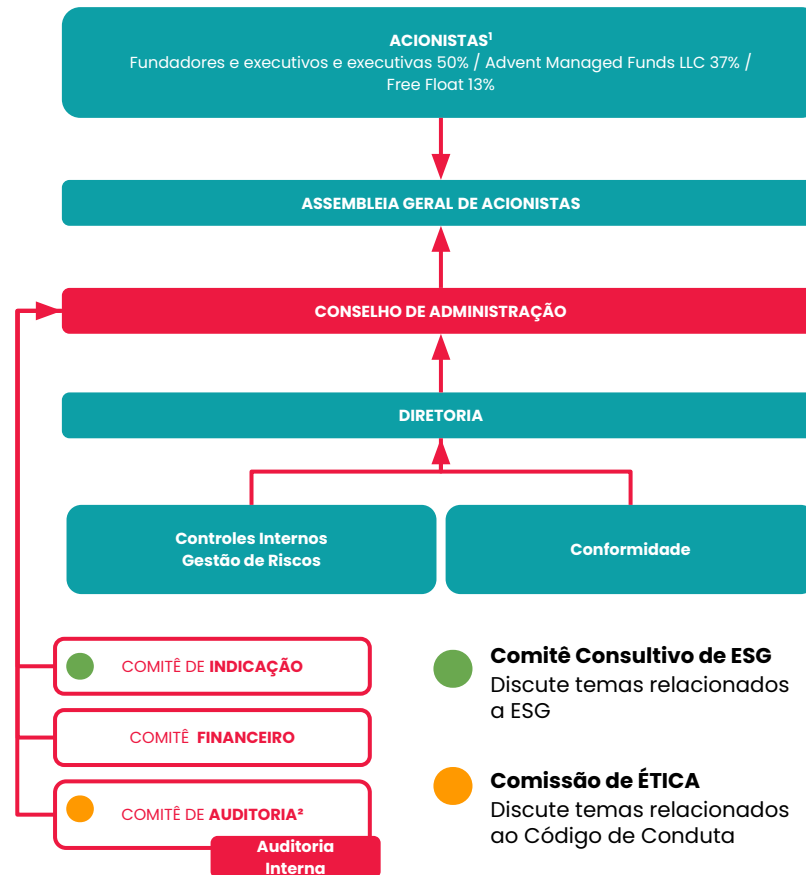 ACIONISTAS¹
Fundadores e executivos e executivas 50% / Advent Managed Funds LLC 37% /
Free Float 13%
ASSEMBLEIA GERAL DE ACIONISTAS
CONSELHO DE ADMINISTRAÇÃO
DIRETORIA
Controles Internos
Gestão de Riscos
Conformidade
COMITÊ DE INDICAÇÃO
COMITÊ FINANCEIRO
COMITÊ DE AUDITORIA²
Auditoria
Interna
Comitê Consultivo de ESG
Discute temas relacionados
a ESG
Comissão de ÉTICA
Discute temas relacionados
ao Código de Conduta